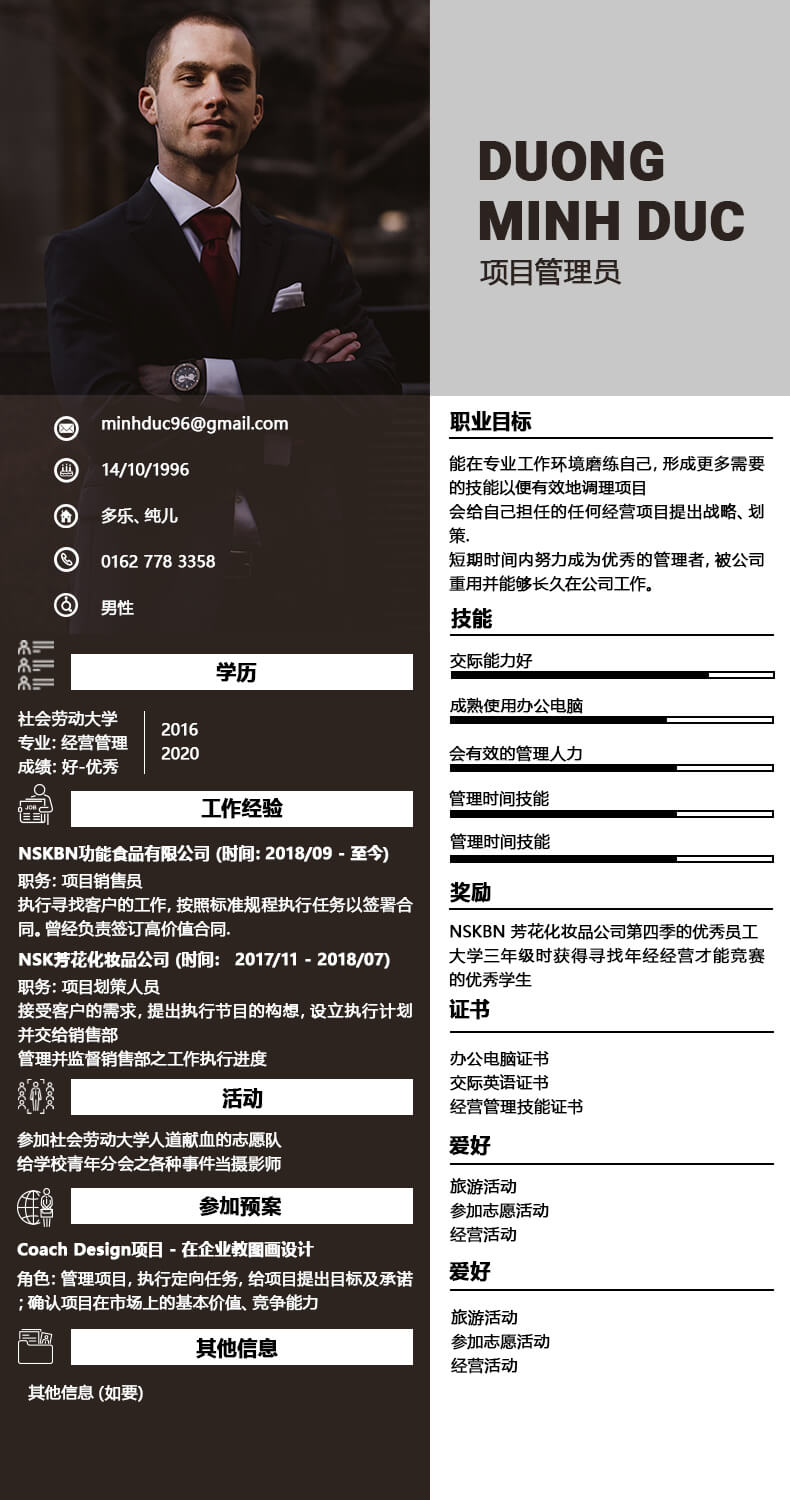 DUONG
MINH DUC
项目管理员
minhduc96@gmail.com
14/10/1996
多乐、纯儿
0162 778 3358
男性
学历
社会劳动大学
专业: 经营管理
成绩: 好-优秀
2016
2020
工作经验
JOB
NSKBN功能食品有限公司 (时间: 2018/09 - 至今)
职务: 项目销售员
执行寻找客户的工作, 按照标准规程执行任务以签署合
同。曾经负责签订高价值合同.
NSK芳花化妆品公司 (时间: 2017/11 - 2018/07)
职务: 项目划策人员
接受客户的需求, 提出执行节目的构想, 设立执行计划
并交给销售部
管理并监督销售部之工作执行进度
活动
参加社会劳动大学人道献血的志愿队
给学校青年分会之各种事件当摄影师
参加预案
Coach Design项目 - 在企业教图画设计
角色: 管理项目, 执行定向任务, 给项目提出目标及承诺
; 确认项目在市场上的基本价值、竞争能力
其他信息
其他信息 (如要)
职业目标
能在专业工作环境磨练自己, 形成更多需要
的技能以便有效地调理项目
会给自己担任的任何经营项目提出战略、划
策.
短期时间内努力成为优秀的管理者, 被公司
重用并能够长久在公司工作。
技能
交际能力好
成熟使用办公电脑
会有效的管理人力
管理时间技能
管理时间技能
奖励
NSKBN 芳花化妆品公司第四季的优秀员工
大学三年级时获得寻找年经经营才能竞赛
的优秀学生
证书
办公电脑证书
交际英语证书
经营管理技能证书
爱好
旅游活动
参加志愿活动
经营活动
爱好
旅游活动
参加志愿活动
经营活动